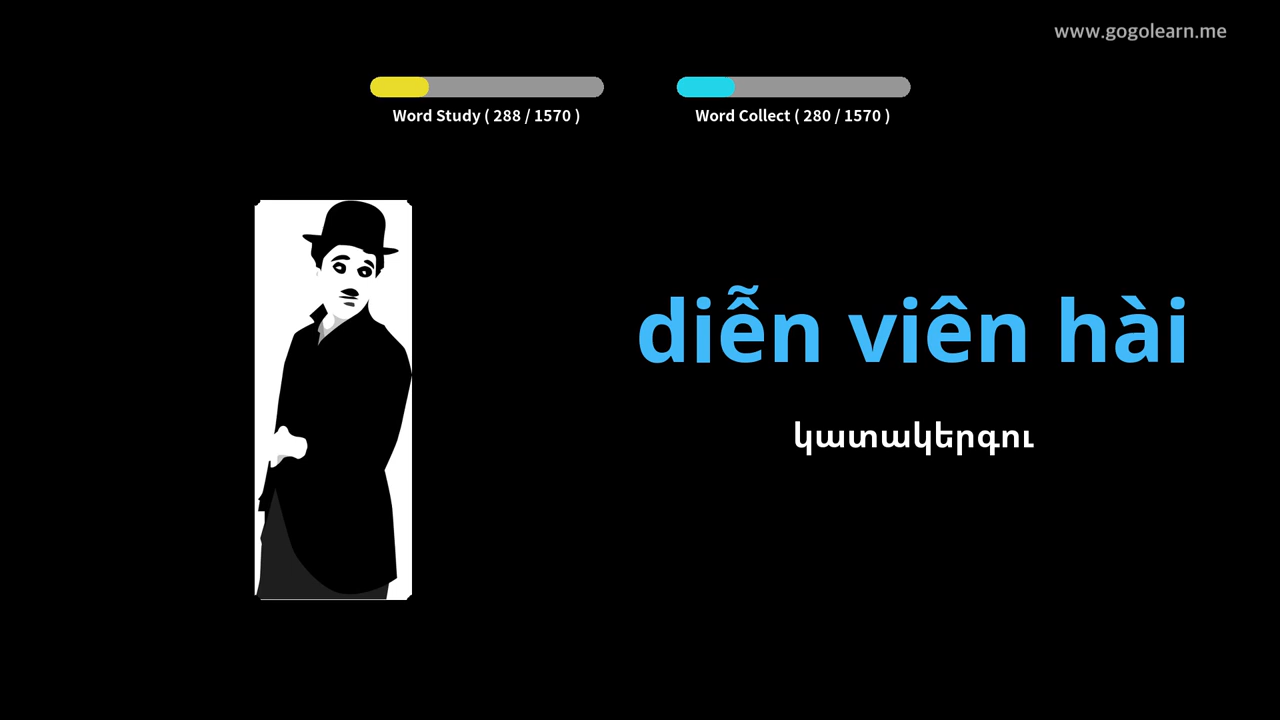 www.gogolearn.me
Word Study ( 288 / 1570 )
Word Collect ( 280 / 1570 )
diễn viên hài
կատակերգու